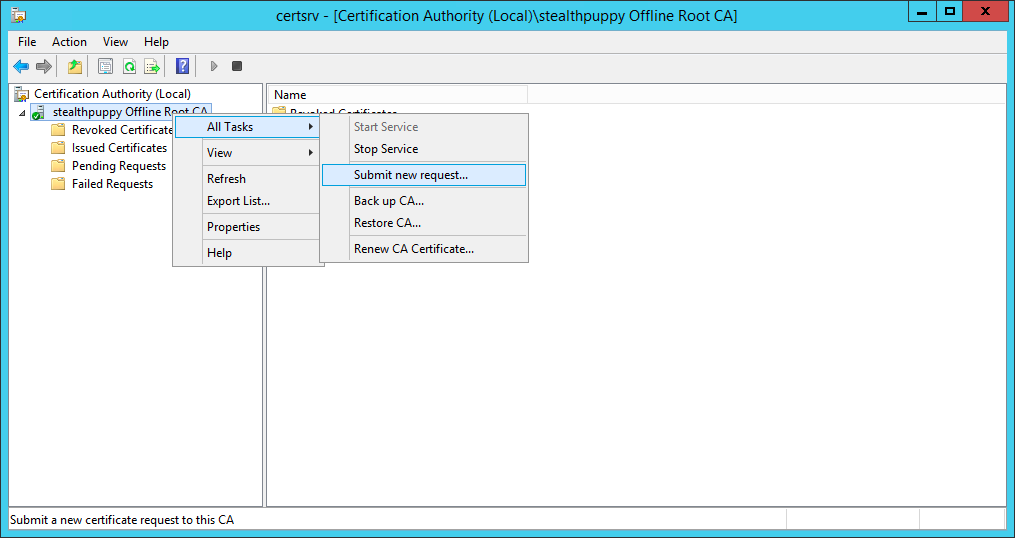 certsrv - [Certification Authority (Local)\stealthpuppy Offline Root CA]
File Action View Help
Certification Authority (Local)
stealthpuppy Offline Root CA
Revoked Certificate
Issued Certificates
Pending Requests
Failed Requests
Name
Revoked Certificates
All Tasks
View
Refresh
Export List...
Properties
Help
Start Service
Stop Service
Submit new request...
Back up CA...
Restore CA...
Renew CA Certificate...
Submit a new certificate request to this CA